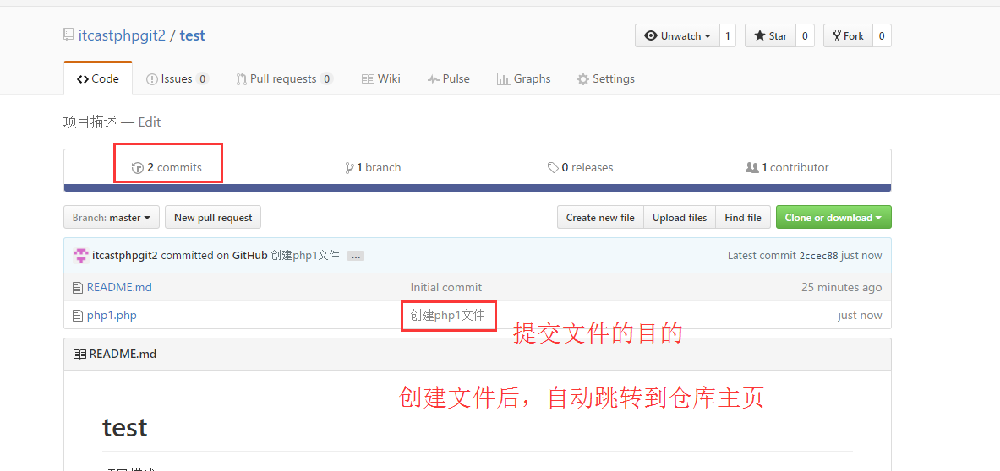 itcastphpgit2 / test
Unwatch 1 Star 0 Fork 0
Code Issues 0 Pull requests 0 Wiki Pulse Graphs Settings
项目描述 — Edit
2 commits 1 branch 0 releases 1 contributor
Branch: master New pull request Create new file Upload files Find file Clone or download
itcastphpgit2 committed on GitHub 创建php1文件 … Latest commit 2ccec88 just now
README.md Initial commit 25 minutes ago
php1.php 创建php1文件 just now
提交文件的目的
README.md
创建文件后，自动跳转到仓库主页
test
项目描述